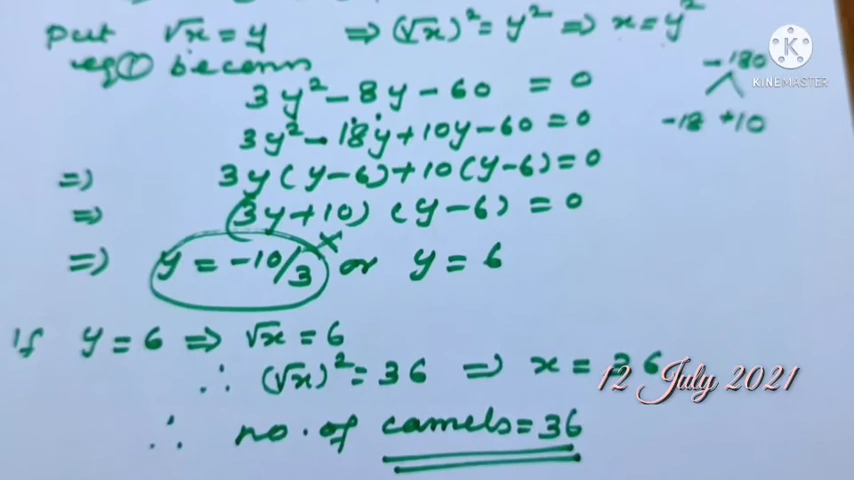 Put √x = y ⇒ (√x)² = y² ⇒ x = y²
eq① becoms
3y² - 8y - 60 = 0
-180
KINEMASTER
3y² - 18y + 10y - 60 = 0
-18 +10
⇒) 3y (y-6) + 10 (y-6) = 0
⇒ (3y+10) (y-6) = 0
⇒) y = -10/3 × or y = 6
If y = 6 ⇒ √x = 6
∴ (√x)² = 36 ⇒ x = 36
12 July 2021
∴ no. of camels = 36